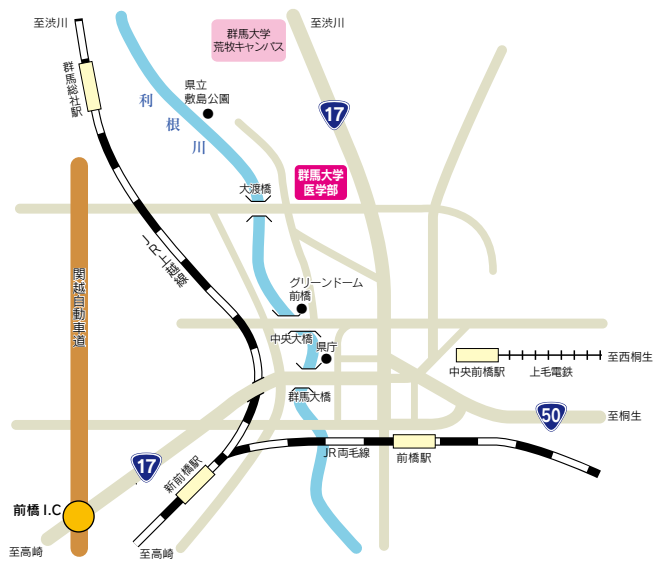 至渋川
群馬大学
荒牧キャンパス
至渋川
群馬総社駅
県立
敷島公園
利根川
17
群馬大学
医学部
大渡橋
JR上越線
関越自動車道
グリーンドーム
前橋
中央大橋
県庁
中央前橋駅
上毛電鉄
至西桐生
群馬大橋
50
至桐生
JR両毛線
前橋駅
17
新前橋駅
前橋 I.C
至高崎
至高崎